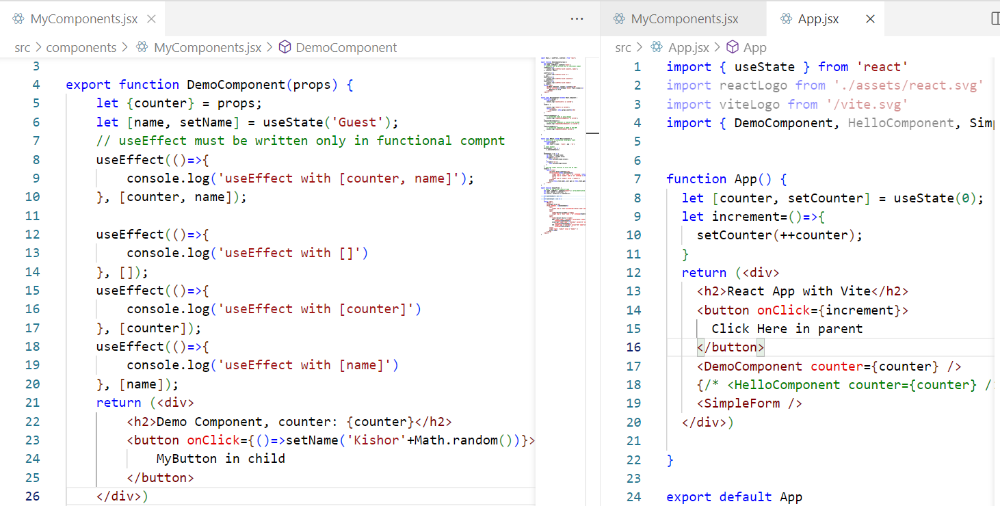 MyComponents.jsx
src > components > MyComponents.jsx > DemoComponent
3
4 export function DemoComponent(props) {
5 let {counter} = props;
6 let [name, setName] = useState('Guest');
7 // useEffect must be written only in functional compnt
8 useEffect(()=>{
9 console.log('useEffect with [counter, name]');
10 }, [counter, name]);
11
12 useEffect(()=>{
13 console.log('useEffect with []')
14 }, []);
15 useEffect(()=>{
16 console.log('useEffect with [counter]')
17 }, [counter]);
18 useEffect(()=>{
19 console.log('useEffect with [name]')
20 }, [name]);
21 return (<div>
22 <h2>Demo Component, counter: {counter}</h2>
23 <button onClick={()=>setName('Kishor'+Math.random())}>
24 MyButton in child
25 </button>
26 </div>)
MyComponents.jsx App.jsx
src > App.jsx > App
1 import { useState } from 'react'
2 import reactLogo from './assets/react.svg'
3 import viteLogo from '/vite.svg'
4 import { DemoComponent, HelloComponent, Sim
5
6
7 function App() {
8 let [counter, setCounter] = useState(0);
9 let increment=()=>{
10 setCounter(++counter);
11 }
12 return (<div>
13 <h2>React App with Vite</h2>
14 <button onClick={increment}>
15 Click Here in parent
16 </button>
17 <DemoComponent counter={counter} />
18 {/* <HelloComponent counter={counter} /
19 <SimpleForm />
20 </div>)
21
22 }
23
24 export default App